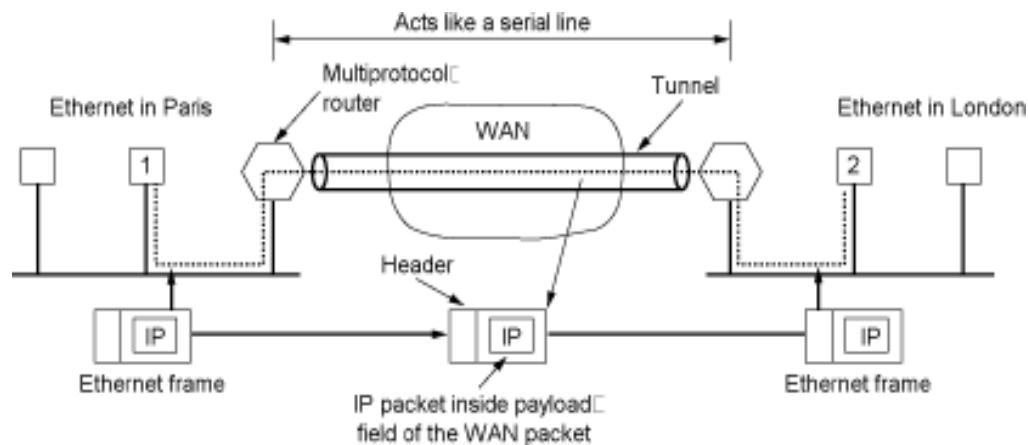 Acts like a serial line
Multiprotocol
router
Tunnel
Ethernet in Paris
WAN
Ethernet in London
1
2
Header
IP
IP
IP
Ethernet frame
Ethernet frame
IP packet inside payload
field of the WAN packet